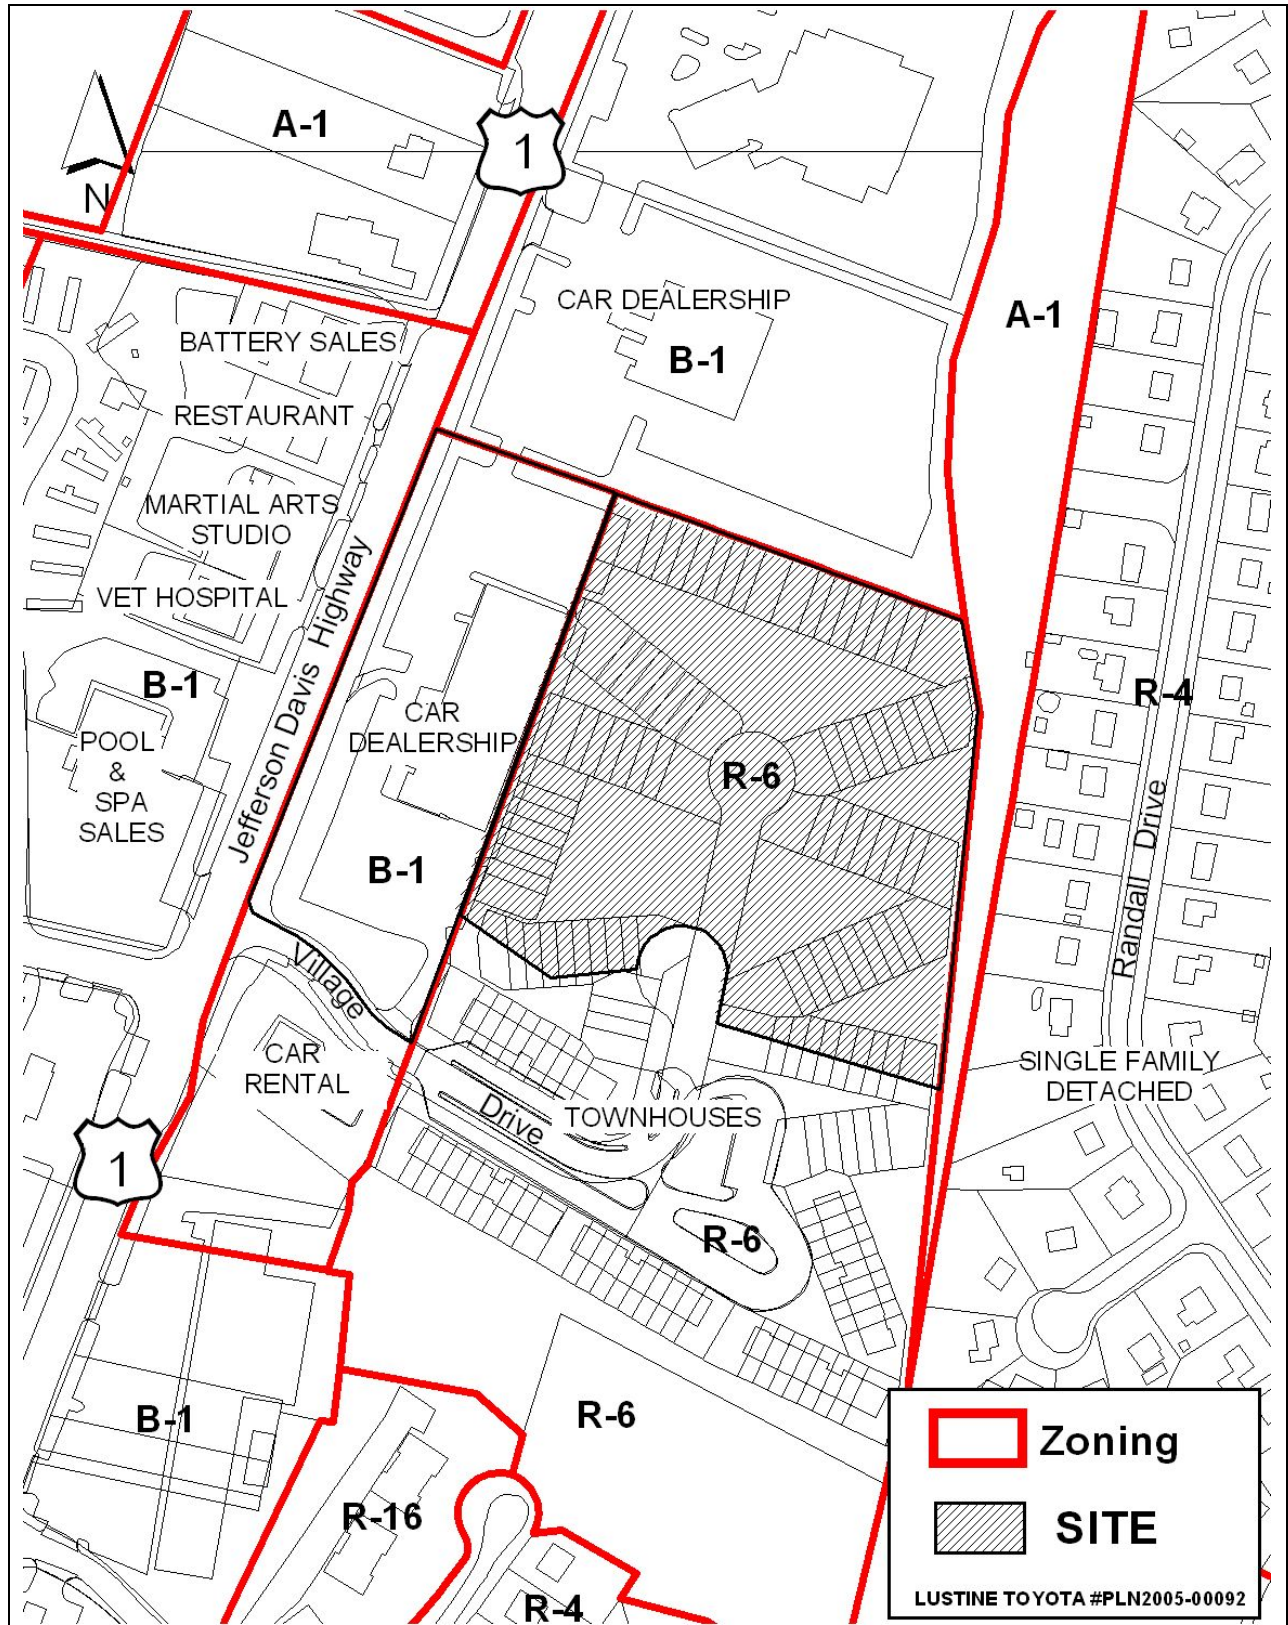 A-1
1
N
CAR DEALERSHIP
A-1
BATTERY SALES
B-1
RESTAURANT
MARTIAL ARTS
STUDIO
VET HOSPITAL
Jefferson Davis Highway
B-1
R-4
CAR
DEALERSHIP
POOL
&
SPA
SALES
R-6
B-1
Randall Drive
Village
CAR
RENTAL
SINGLE FAMILY
DETACHED
Drive
TOWNHOUSES
1
R-6
B-1
R-6
R-16
R-4
Zoning
SITE
LUSTINE TOYOTA #PLN2005-00092